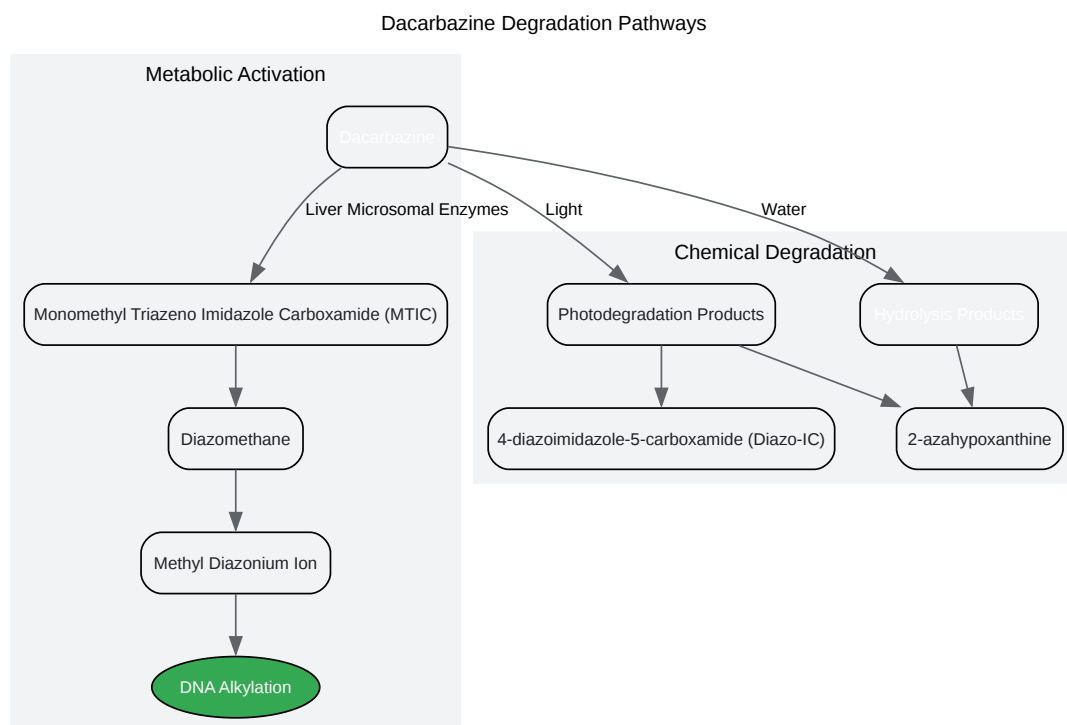 Dacarbazine Degradation Pathways
Metabolic Activation
Dacarbazine
Liver Microsomal Enzymes
Light
Water
Chemical Degradation
Monomethyl Triazeno Imidazole Carboxamide (MTIC)
Photodegradation Products
Hydrolysis Products
Diazomethane
4-diazoimidazole-5-carboxamide (Diazo-IC)
2-azahypoxanthine
Methyl Diazonium Ion
DNA Alkylation